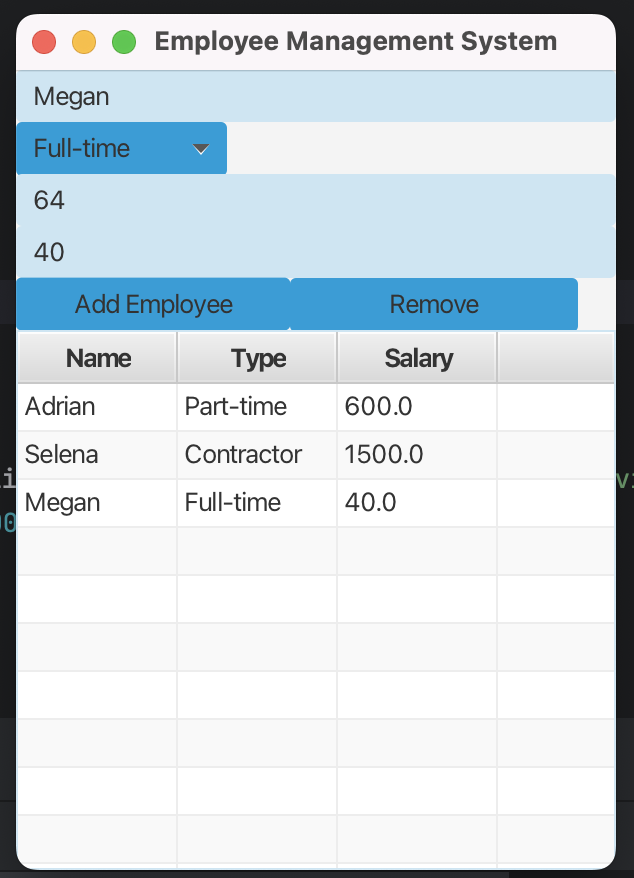 Employee Management System
Megan
Full-time
64
40
Add Employee Remove
Name Type Salary
Adrian Part-time 600.0
Selena Contractor 1500.0
Megan Full-time 40.0